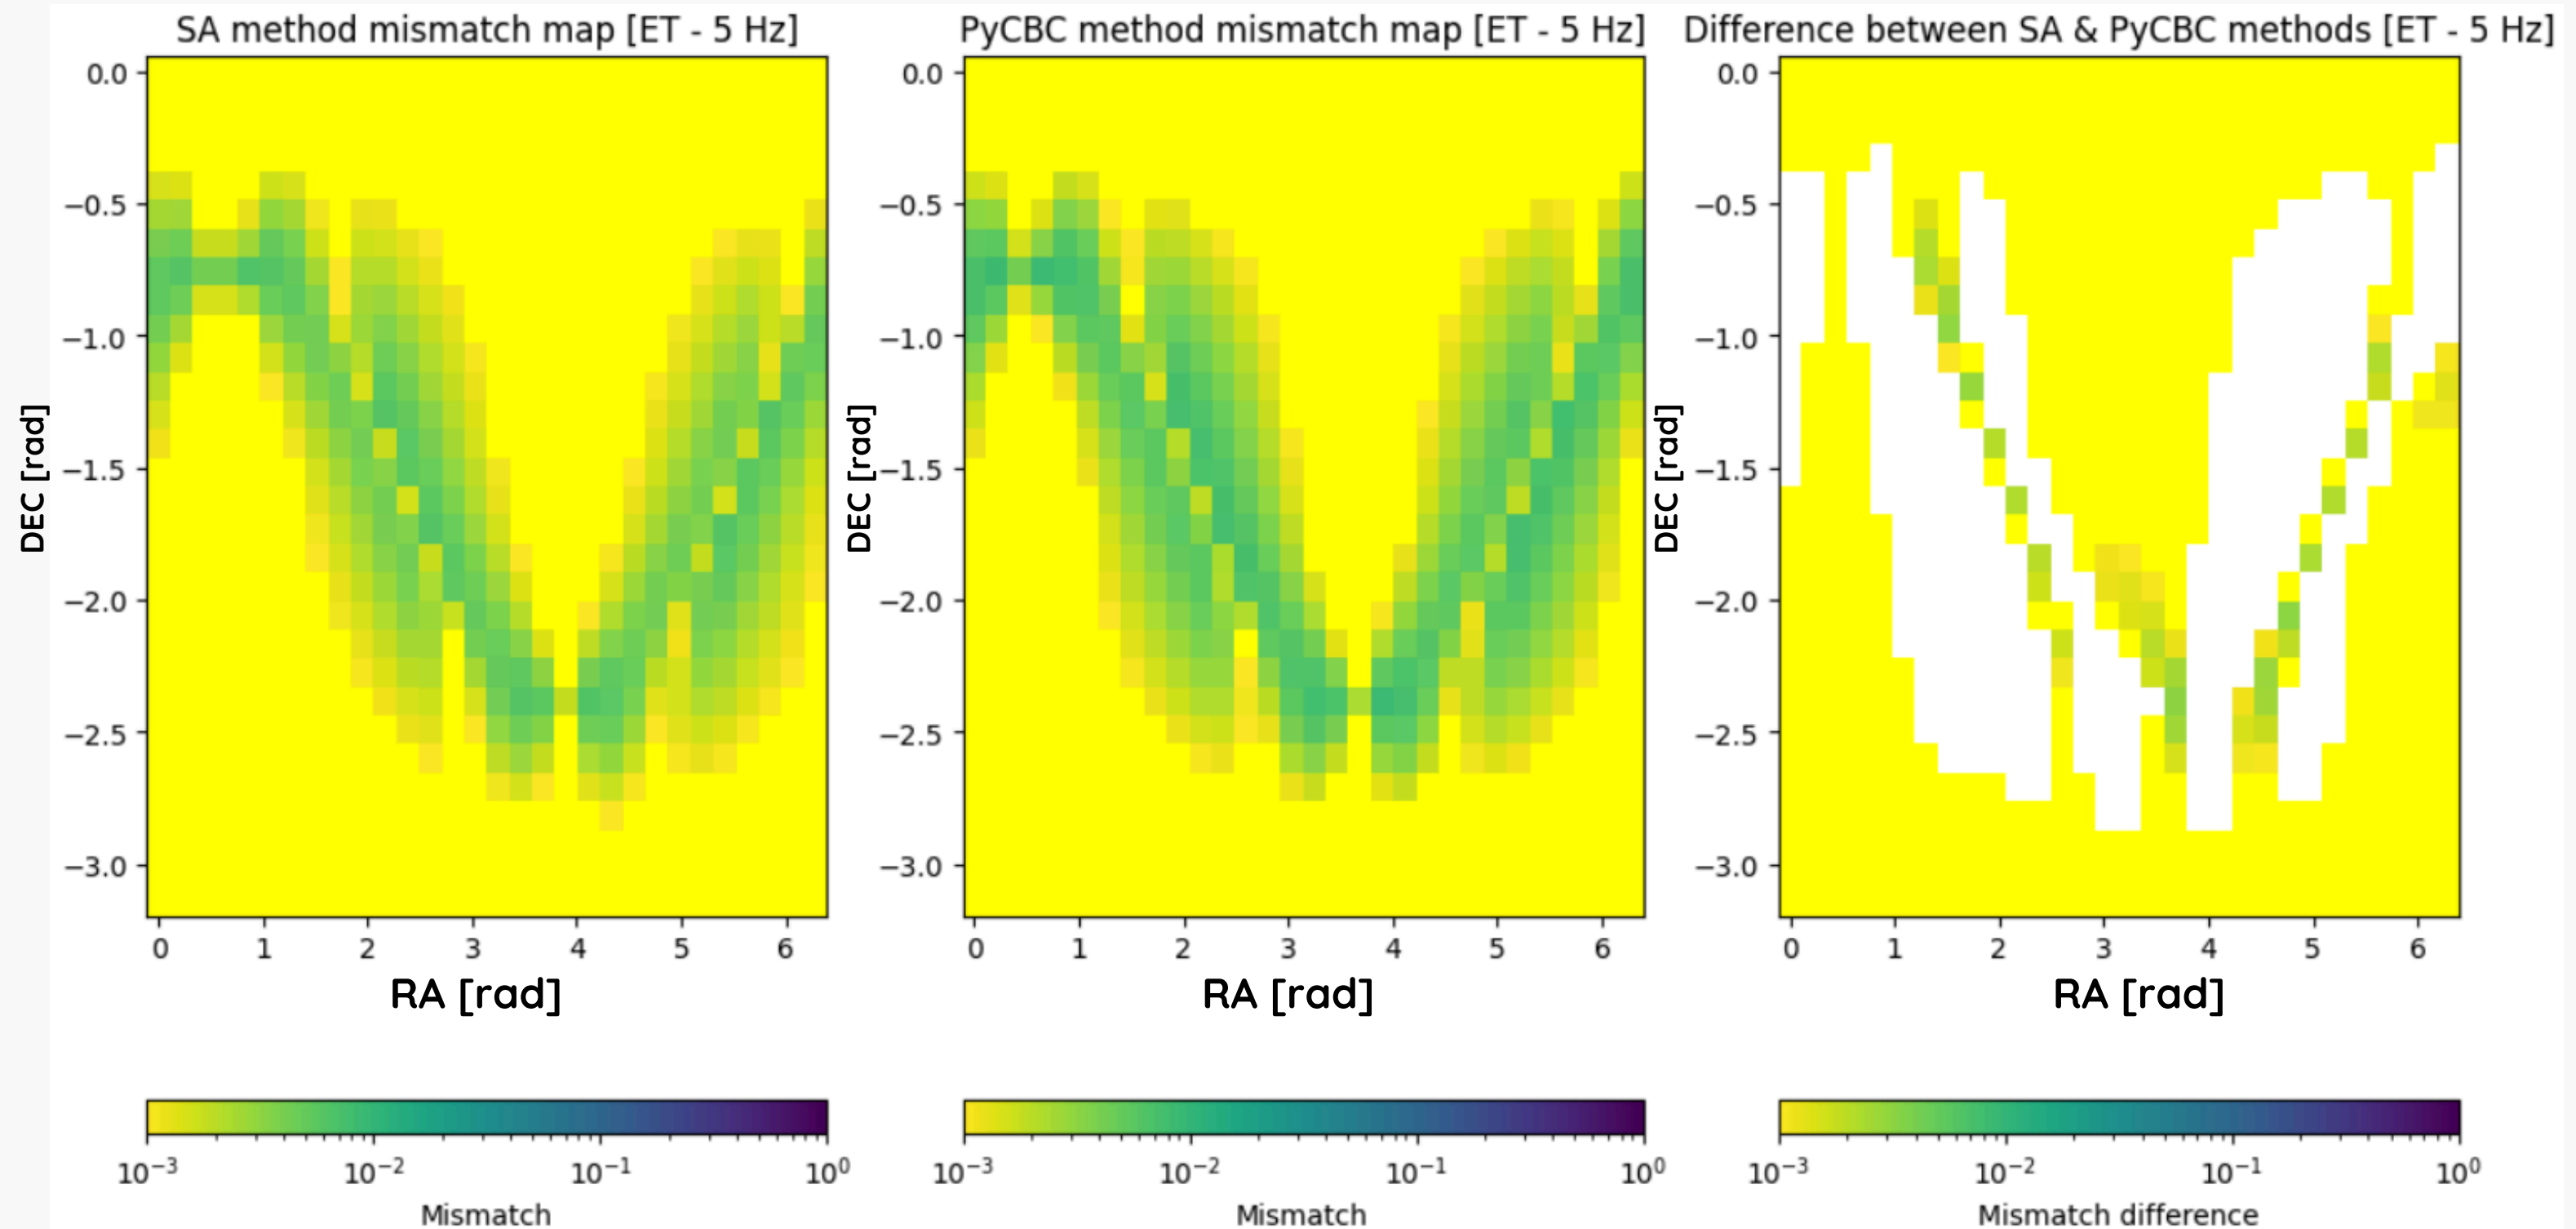 SA method mismatch map [ET - 5 Hz]
PyCBC method mismatch map [ET - 5 Hz]
Difference between SA & PyCBC methods [ET - 5 Hz]
DEC [rad]
0.0
−0.5
−1.0
−1.5
−2.0
−2.5
−3.0
0 1 2 3 4 5 6
RA [rad]
DEC [rad]
0.0
−0.5
−1.0
−1.5
−2.0
−2.5
−3.0
0 1 2 3 4 5 6
RA [rad]
DEC [rad]
0.0
−0.5
−1.0
−1.5
−2.0
−2.5
−3.0
0 1 2 3 4 5 6
RA [rad]
10⁻³ 10⁻² 10⁻¹ 10⁰
Mismatch
10⁻³ 10⁻² 10⁻¹ 10⁰
Mismatch
10⁻³ 10⁻² 10⁻¹ 10⁰
Mismatch difference